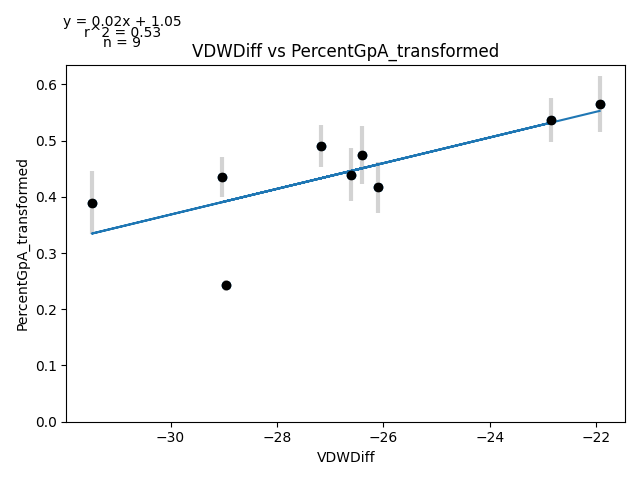 y = 0.02x + 1.05
r^2 = 0.53
n = 9
VDWDiff vs PercentGpA_transformed
PercentGpA_transformed
0.6
0.5
0.4
0.3
0.2
0.1
0.0
−30
−28
−26
−24
−22
VDWDiff